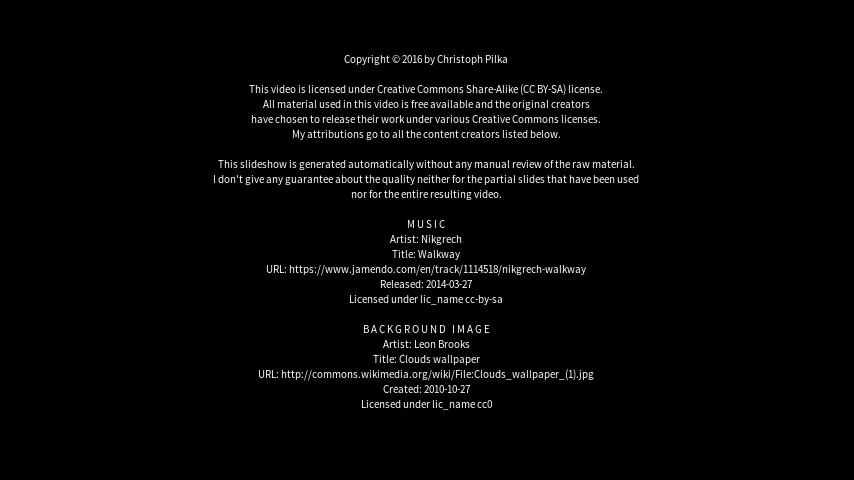 Copyright © 2016 by Christoph Pilka
This video is licensed under Creative Commons Share-Alike (CC BY-SA) license.
All material used in this video is free available and the original creators
have chosen to release their work under various Creative Commons licenses.
My attributions go to all the content creators listed below.
This slideshow is generated automatically without any manual review of the raw material.
I don't give any guarantee about the quality neither for the partial slides that have been used
nor for the entire resulting video.
M U S I C
Artist: Nikgrech
Title: Walkway
URL: https://www.jamendo.com/en/track/1114518/nikgrech-walkway
Released: 2014-03-27
Licensed under lic_name cc-by-sa
B A C K G R O U N D   I M A G E
Artist: Leon Brooks
Title: Clouds wallpaper
URL: http://commons.wikimedia.org/wiki/File:Clouds_wallpaper_(1).jpg
Created: 2010-10-27
Licensed under lic_name cc0